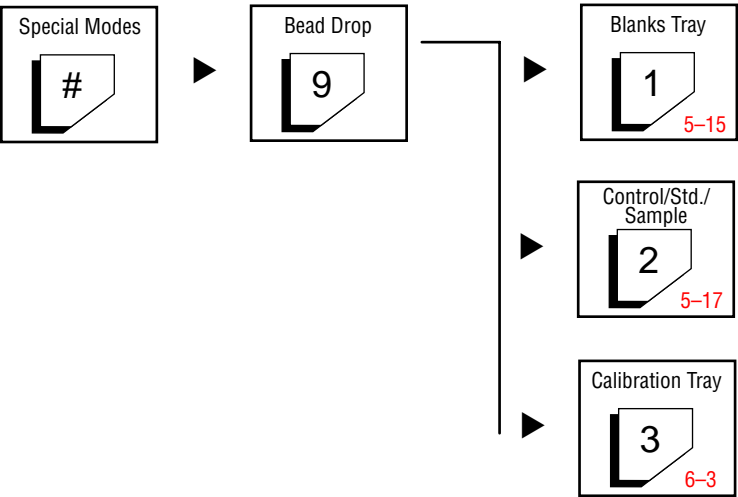 Special Modes
#
Bead Drop
9
Blanks Tray
1
5–15
Control/Std./
Sample
2
5–17
Calibration Tray
3
6–3